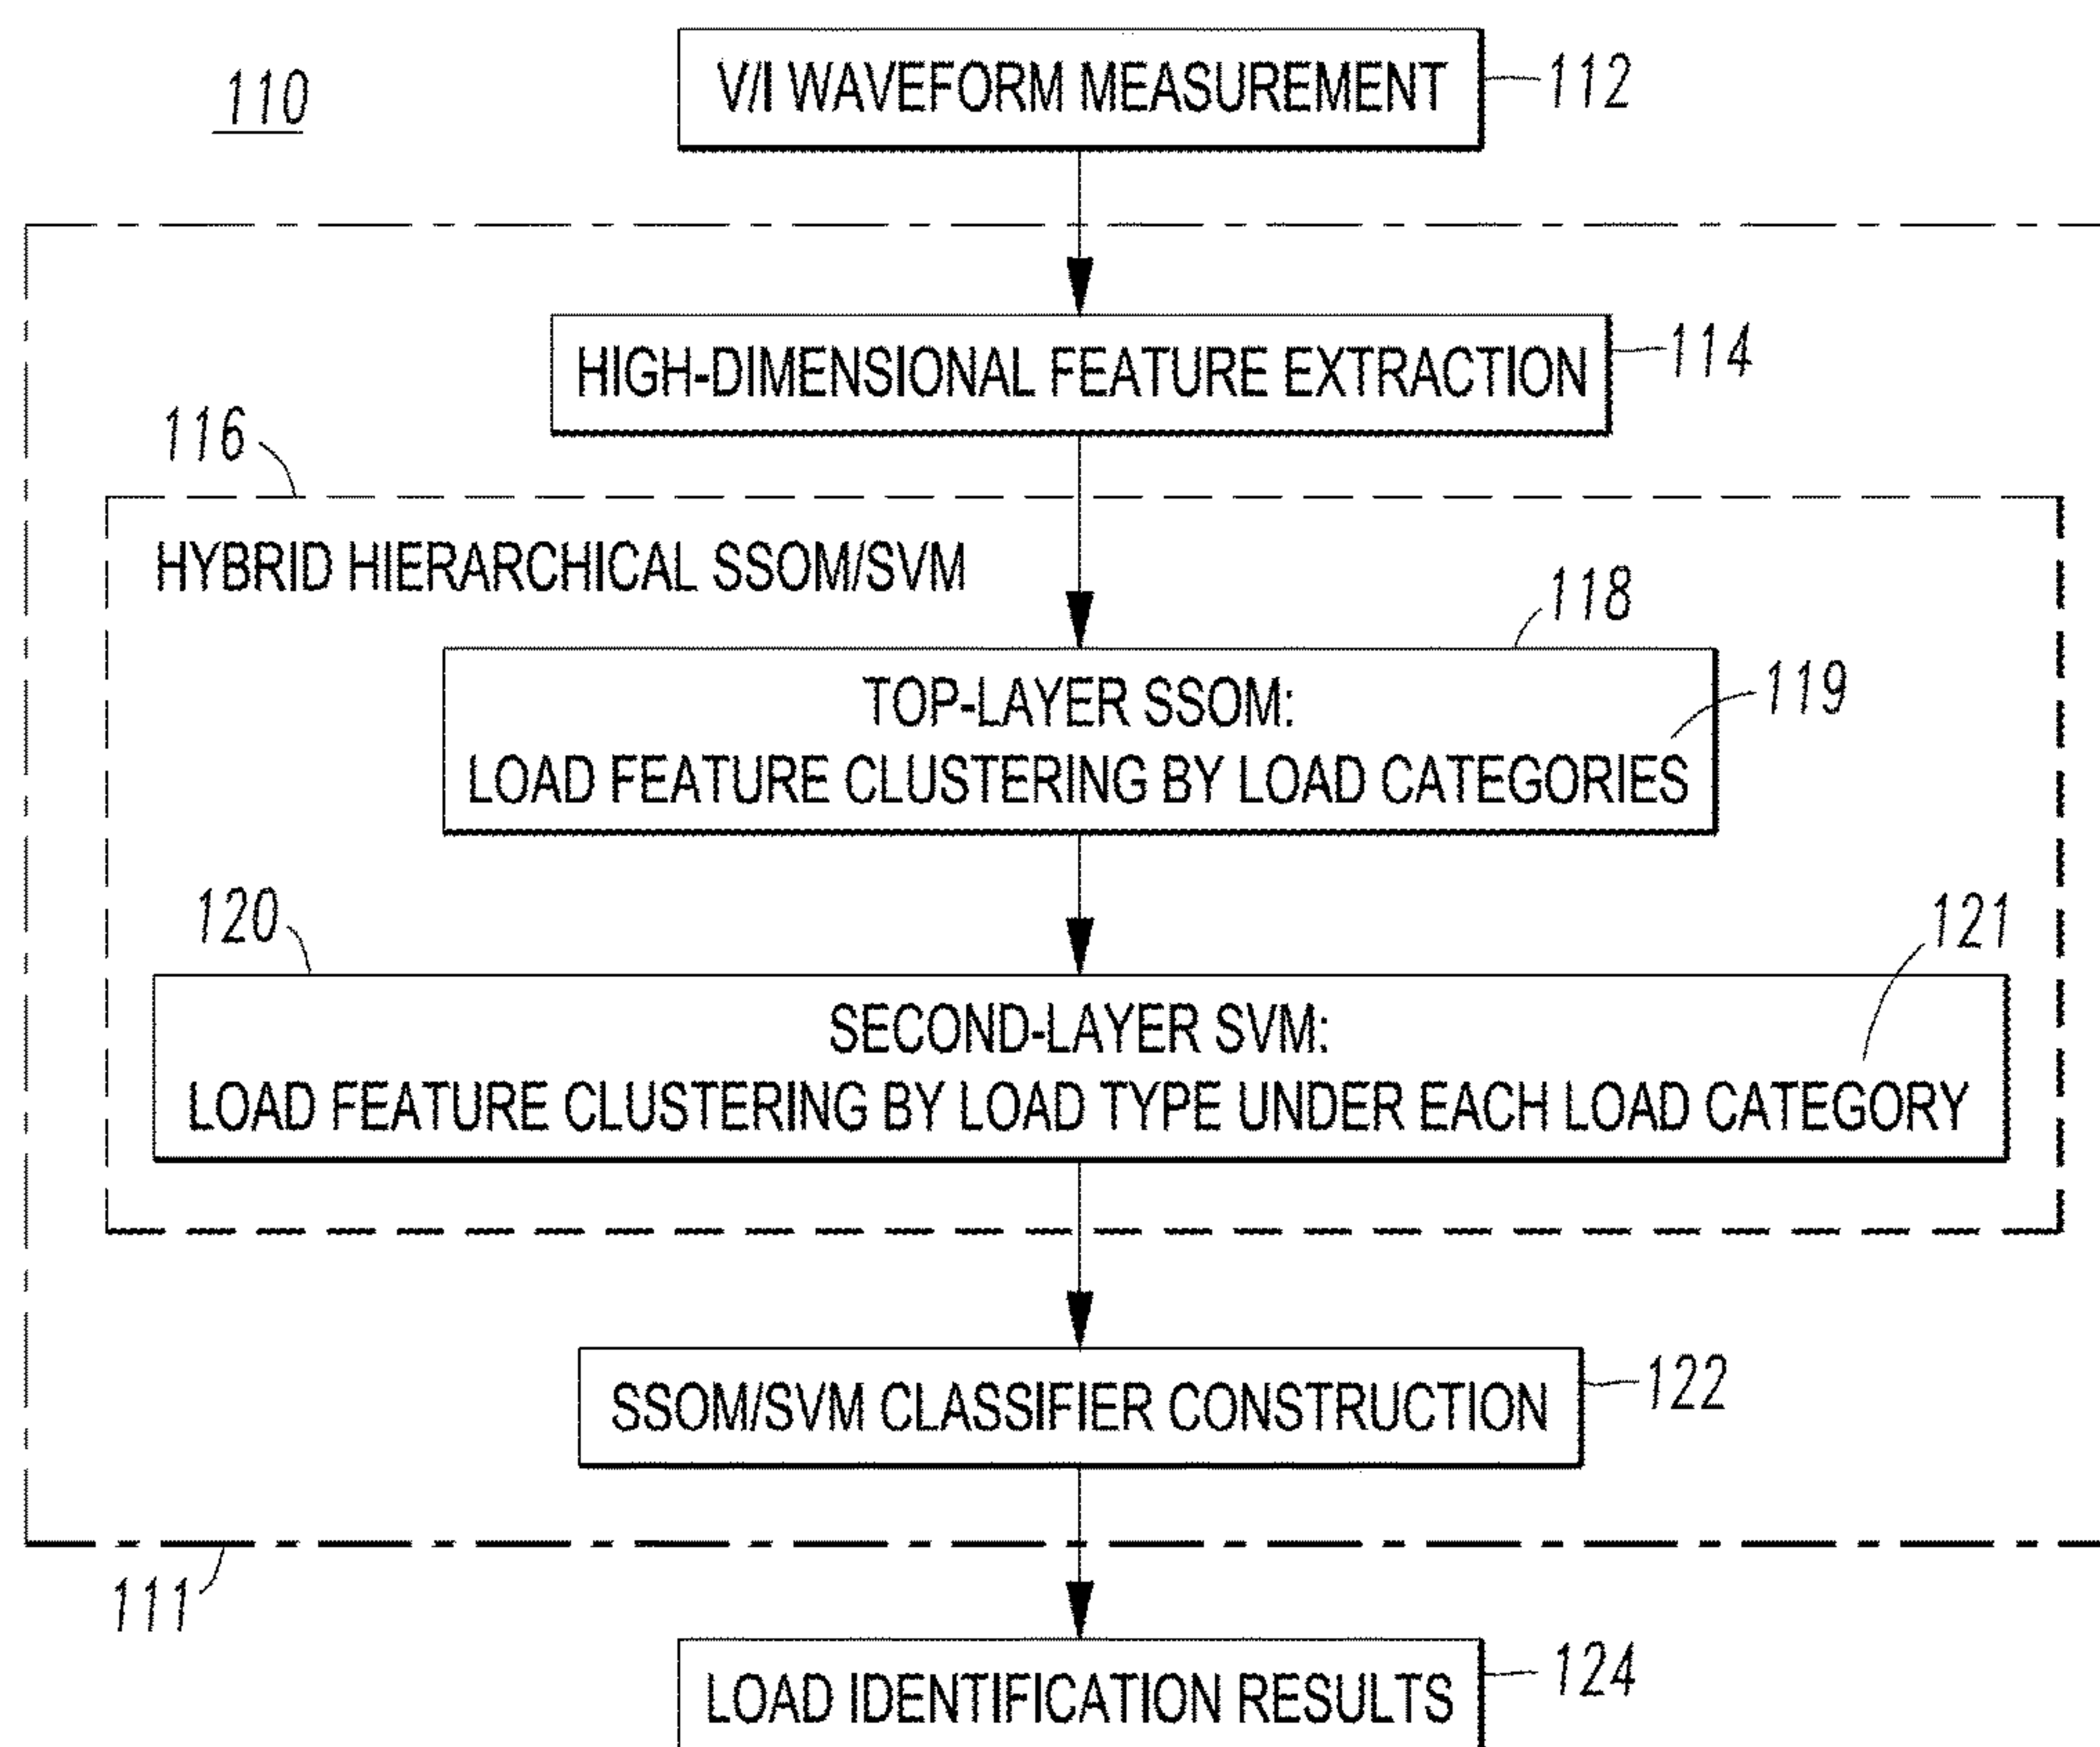 110
V/I WAVEFORM MEASUREMENT
112
HIGH-DIMENSIONAL FEATURE EXTRACTION
114
116
HYBRID HIERARCHICAL SSOM/SVM
118
TOP-LAYER SSOM:
119
LOAD FEATURE CLUSTERING BY LOAD CATEGORIES
120
121
SECOND-LAYER SVM:
LOAD FEATURE CLUSTERING BY LOAD TYPE UNDER EACH LOAD CATEGORY
SSOM/SVM CLASSIFIER CONSTRUCTION
122
111
LOAD IDENTIFICATION RESULTS
124